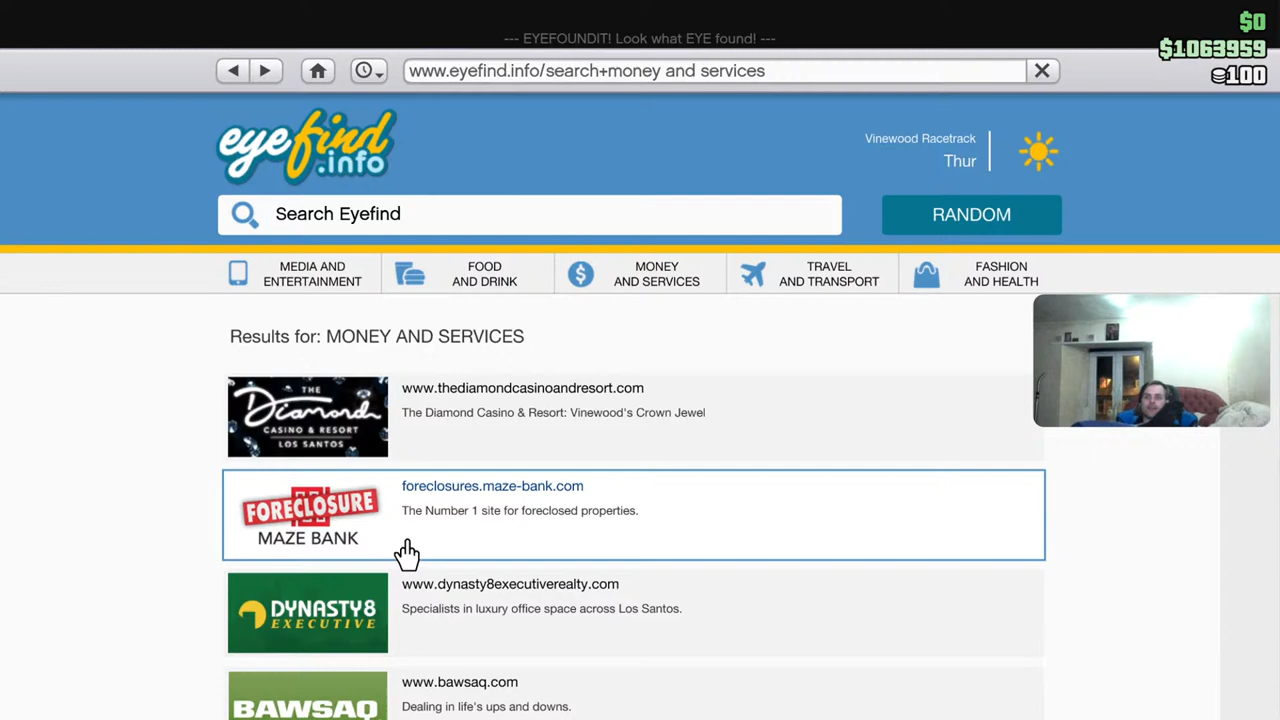 $0
--- EYEFOUNDIT! Look what EYE found! ---
$1063959
100
www.eyefind.info/search+money and services
eyefind
.info
Vinewood Racetrack
Thur
Search Eyefind
RANDOM
MEDIA AND
ENTERTAINMENT
FOOD
AND DRINK
MONEY
AND SERVICES
TRAVEL
AND TRANSPORT
FASHION
AND HEALTH
Results for: MONEY AND SERVICES
THE
Diamond
CASINO & RESORT
LOS SANTOS
www.thediamondcasinoandresort.com
The Diamond Casino & Resort: Vinewood's Crown Jewel
FORECLOSURE
MAZE BANK
foreclosures.maze-bank.com
The Number 1 site for foreclosed properties.
DYNASTY8
EXECUTIVE
www.dynasty8executiverealty.com
Specialists in luxury office space across Los Santos.
BAWSAQ
www.bawsaq.com
Dealing in life's ups and downs.